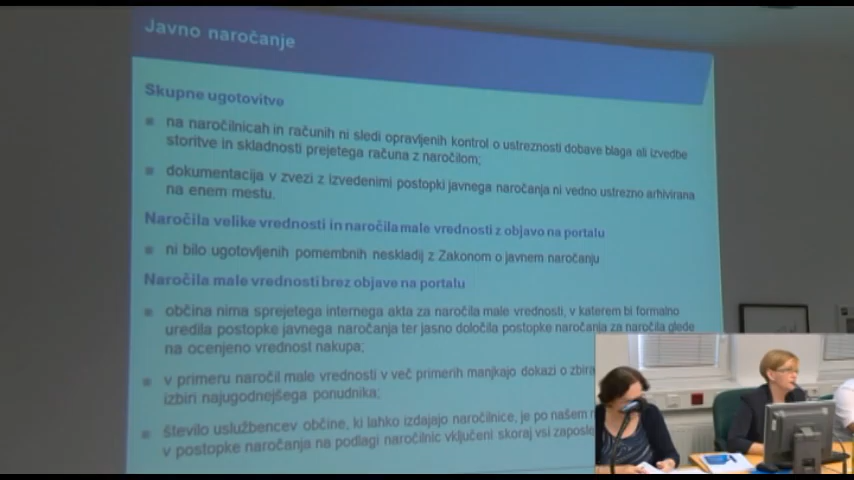 Javno naročanje
Skupne ugotovitve
na naročilnicah in računih ni sledi opravljenih kontrol o ustreznosti dobave blaga ali izvedbe
storitve in skladnosti prejetega računa z naročilom;
dokumentacija v zvezi z izvedenimi postopki javnega naročanja ni vedno ustrezno arhivirana
na enem mestu.
Naročila velike vrednosti in naročila male vrednosti z objavo na portalu
ni bilo ugotovljenih pomembnih neskladij z Zakonom o javnem naročanju
Naročila male vrednosti brez objave na portalu
občina nima sprejetega internega akta za naročila male vrednosti, v katerem bi formalno
uredila postopke javnega naročanja ter jasno določila postopke naročanja za naročila glede
na ocenjeno vrednost nakupa;
v primeru naročil male vrednosti v več primerih manjkajo dokazi o
izbiri najugodnejšega ponudnika;
število uslužbencev občine, ki lahko izdajajo naročilnice, je po našem
v postopke naročanja na podlagi naročilnic vključeni skoraj vsi